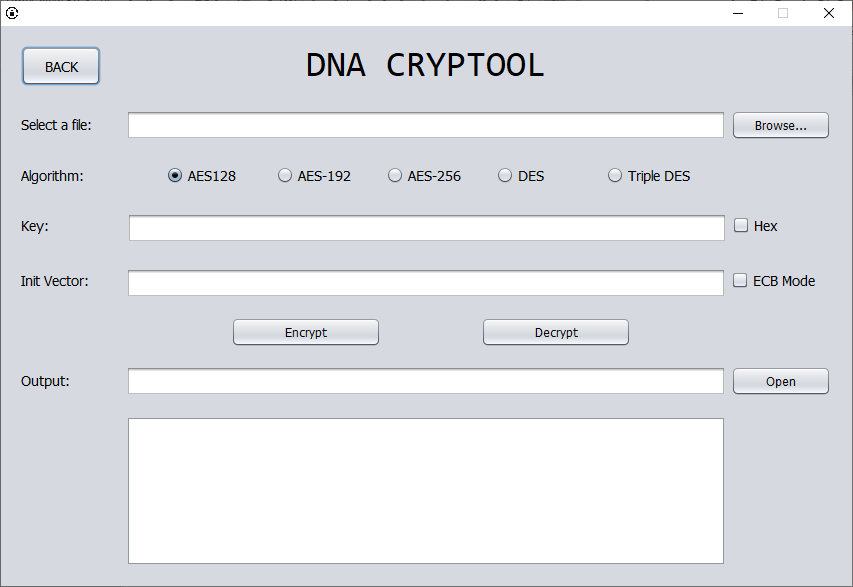 BACK
DNA CRYPTOOL
Select a file:
Browse...
Algorithm:
AES128
AES-192
AES-256
DES
Triple DES
Key:
Hex
Init Vector:
ECB Mode
Encrypt
Decrypt
Output:
Open